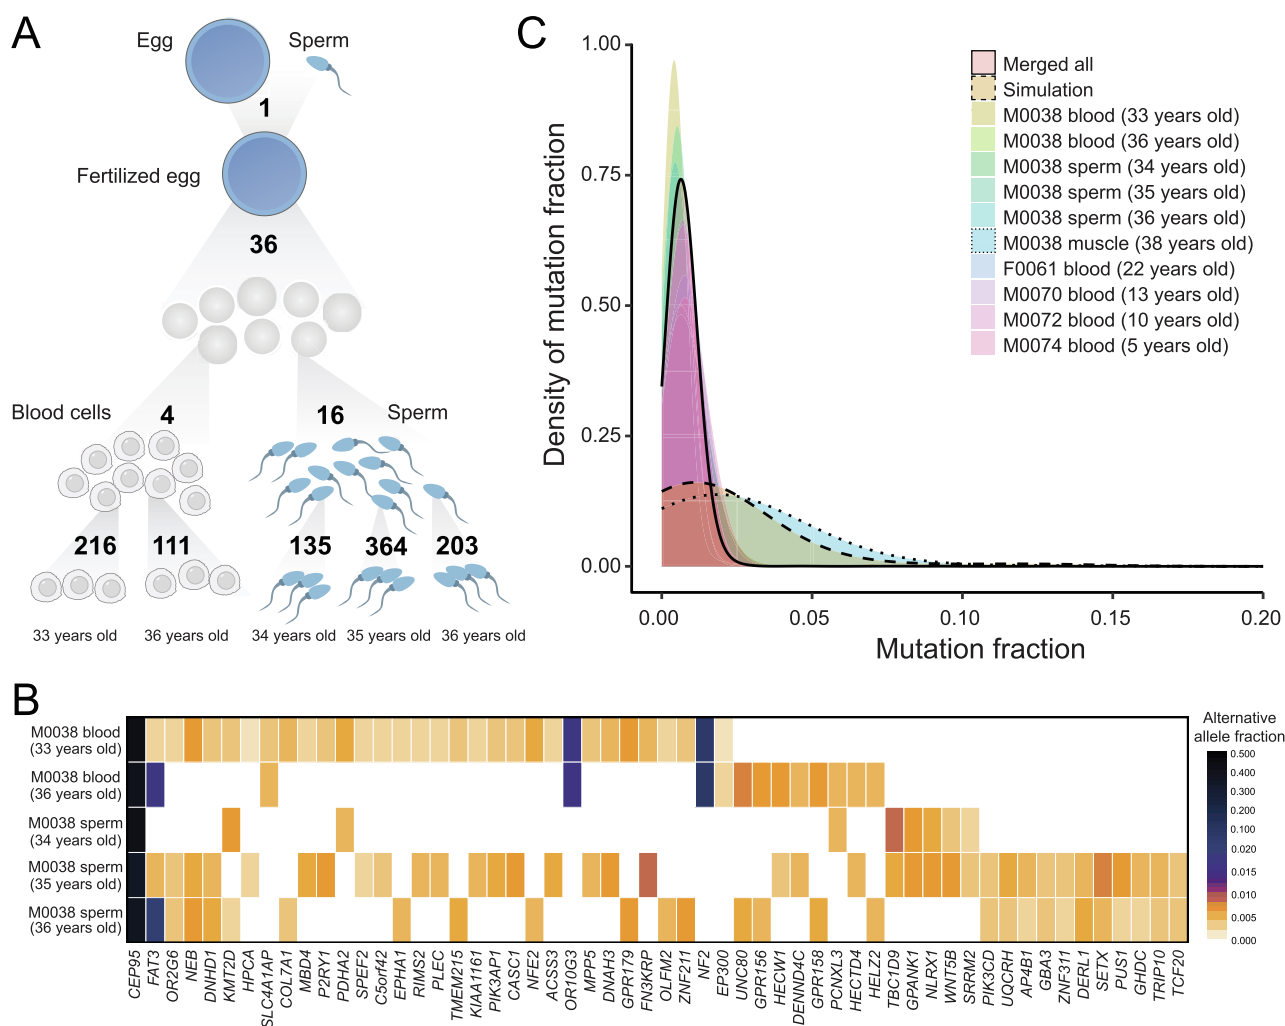 A
Egg
Sperm
1
Fertilized egg
36
Blood cells
4
16
Sperm
216
111
135
364
203
33 years old
36 years old
34 years old
35 years old
36 years old
C
1.00
0.75
0.50
0.25
0.00
Density of mutation fraction
0.00
0.05
0.10
0.15
0.20
Mutation fraction
Merged all
Simulation
M0038 blood (33 years old)
M0038 blood (36 years old)
M0038 sperm (34 years old)
M0038 sperm (35 years old)
M0038 sperm (36 years old)
M0038 muscle (38 years old)
F0061 blood (22 years old)
M0070 blood (13 years old)
M0072 blood (10 years old)
M0074 blood (5 years old)
B
M0038 blood
(33 years old)
M0038 blood
(36 years old)
M0038 sperm
(34 years old)
M0038 sperm
(35 years old)
M0038 sperm
(36 years old)
CEP95
FAT3
OR2G6
NEB
DNHD1
KMT2D
HPCA
SLC4A1AP
COL7A1
MBD4
P2RY1
PDHA2
SPEF2
C5orf42
EPHA1
RIMS2
PLEC
TMEM215
KIAA1161
PIK3AP1
CASC1
NFE2
ACSS3
OR10G3
MPP5
DNAH3
GPR179
FN3KRP
OLFM2
ZNF211
NF2
EP300
UNC80
GPR156
HECW1
DENND4C
GPR158
PCNXL3
HECTD4
HELZ2
TBC1D9
GPANK1
NLRX1
WNT5B
SRRM2
PIK3CD
UQCRH
AP4B1
GBA3
ZNF311
DERL1
SETX
PUS1
GHDC
TRIP10
TCF20
Alternative
allele fraction
0.500
0.400
0.300
0.200
0.100
0.020
0.015
0.010
0.005
0.000